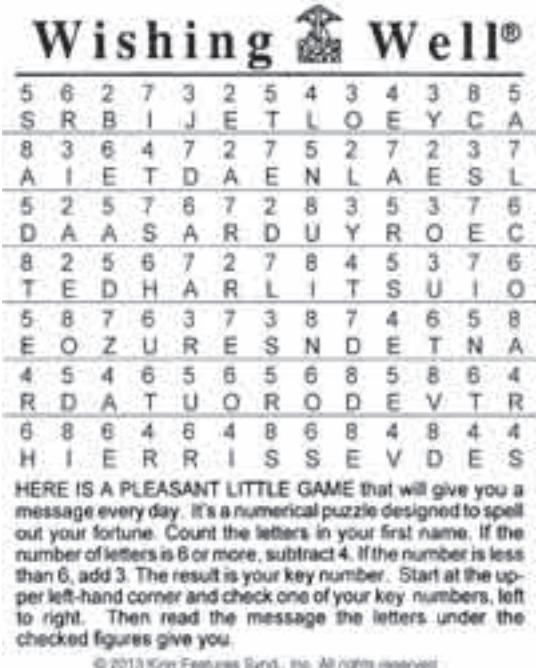 Wishing Well®
5 6 2 7 3 2 5 4 3 4 3 8 5
S R B I J E T L O E Y C A
8 3 6 4 7 2 7 5 2 7 2 3 7
A I E T D A E N L A E S L
5 2 5 7 6 7 2 8 3 5 3 7 6
D A A S A R D U Y R O E C
8 2 5 6 7 2 7 8 4 5 3 7 6
T E D H A R L I T S U I O
5 8 7 6 3 7 3 8 7 4 6 5 8
E O Z U R E S N D E T N A
4 5 4 6 5 6 5 6 8 5 8 6 4
R D A T U O R O D E V T R
6 8 6 4 6 4 8 6 8 4 8 4 4
H I E R R I S S E V D E S
HERE IS A PLEASANT LITTLE GAME that will give you a
message every day. It's a numerical puzzle designed to spell
out your fortune. Count the letters in your first name. If the
number of letters is 6 or more, subtract 4. If the number is less
than 6, add 3. The result is your key number. Start at the up-
per left-hand corner and check one of your key numbers, left
to right. Then read the message the letters under the
checked figures give you.
© 2013 King Features Synd., Inc. All rights reserved